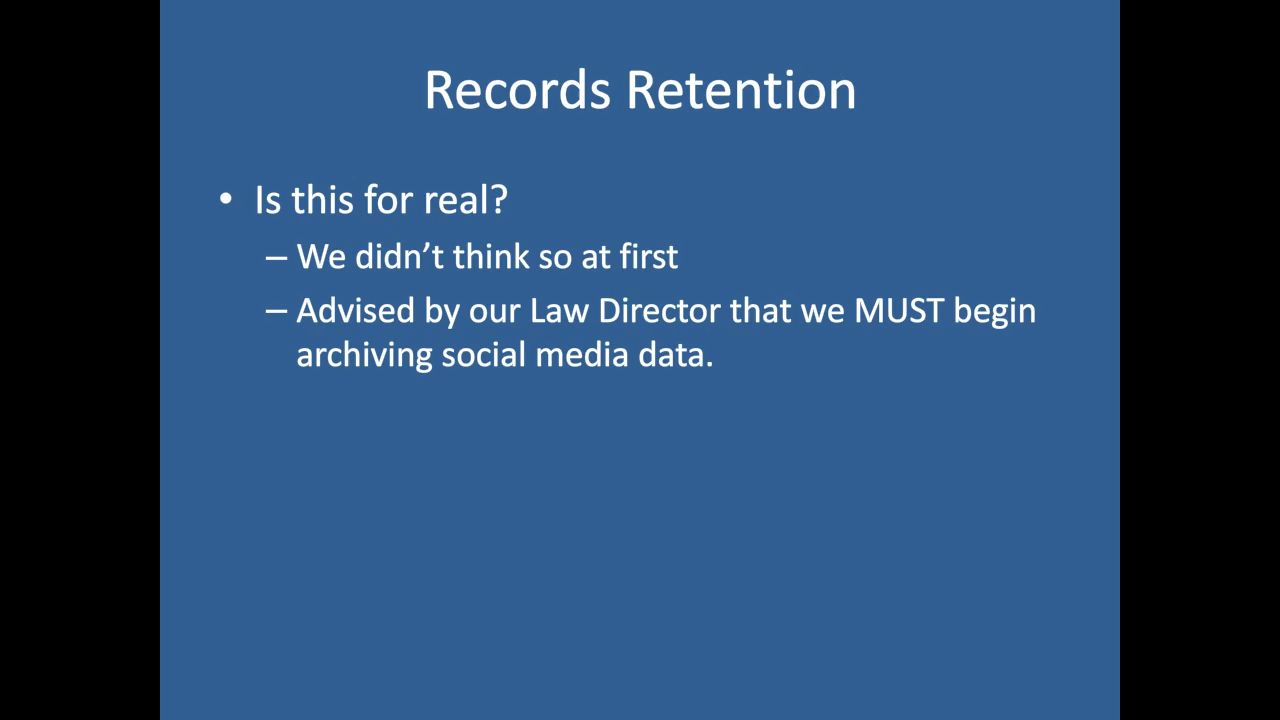 Records Retention
• Is this for real?
– We didn’t think so at first
– Advised by our Law Director that we MUST begin
archiving social media data.